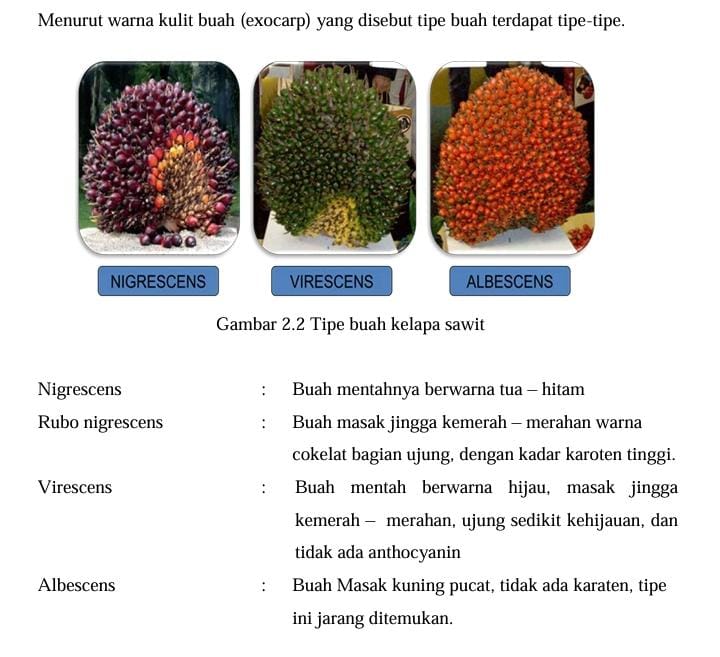 Menurut warna kulit buah (exocarp) yang disebut tipe buah terdapat tipe-tipe.
NIGRESCENS
VIRESCENS
ALBESCENS
Gambar 2.2 Tipe buah kelapa sawit
Nigrescens : Buah mentahnya berwarna tua – hitam
Rubo nigrescens : Buah masak jingga kemerah – merahan warna
cokelat bagian ujung, dengan kadar karoten tinggi.
Virescens : Buah mentah berwarna hijau, masak jingga
kemerah – merahan, ujung sedikit kehijauan, dan
tidak ada anthocyanin
Albescens : Buah Masak kuning pucat, tidak ada karaten, tipe
ini jarang ditemukan.